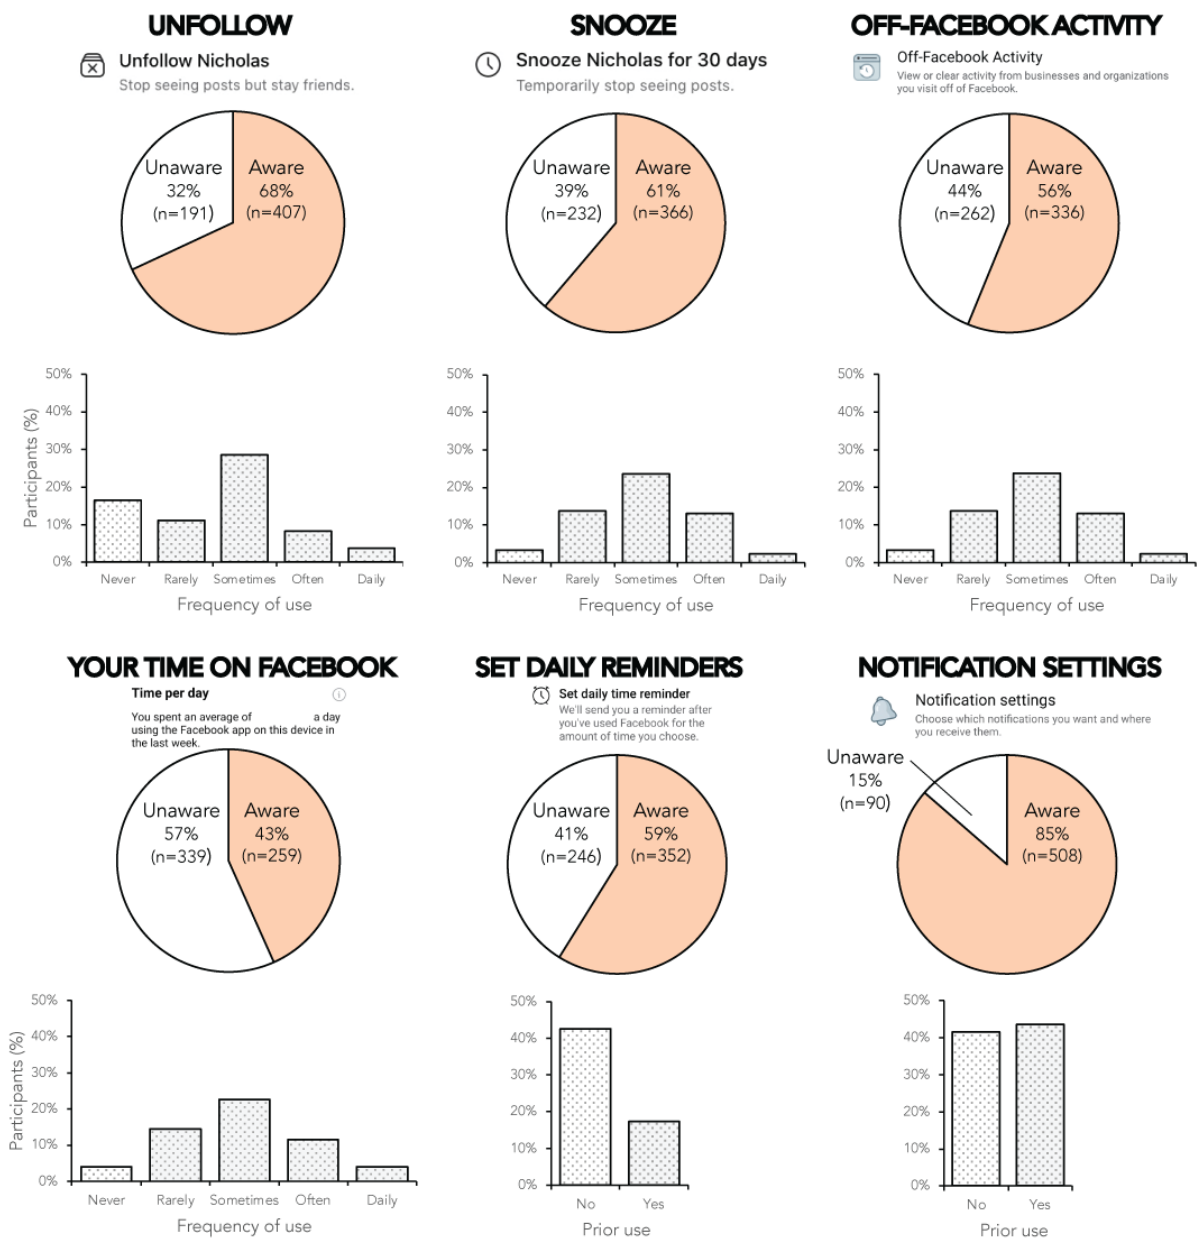 UNFOLLOW
Unfollow Nicholas
Stop seeing posts but stay friends.
Unaware
32%
(n=191)
Aware
68%
(n=407)
50%
40%
30%
20%
10%
0%
Participants (%)
Never Rarely Sometimes Often Daily
Frequency of use
SNOOZE
Snooze Nicholas for 30 days
Temporarily stop seeing posts.
Unaware
39%
(n=232)
Aware
61%
(n=366)
50%
40%
30%
20%
10%
0%
Never Rarely Sometimes Often Daily
Frequency of use
OFF-FACEBOOK ACTIVITY
Off-Facebook Activity
View or clear activity from businesses and organizations
you visit off of Facebook.
Unaware
44%
(n=262)
Aware
56%
(n=336)
50%
40%
30%
20%
10%
0%
Never Rarely Sometimes Often Daily
Frequency of use
YOUR TIME ON FACEBOOK
Time per day
You spent an average of a day
using the Facebook app on this device in
the last week.
Unaware
57%
(n=339)
Aware
43%
(n=259)
50%
40%
30%
20%
10%
0%
Participants (%)
Never Rarely Sometimes Often Daily
Frequency of use
SET DAILY REMINDERS
Set daily time reminder
We'll send you a reminder after
you've used Facebook for the
amount of time you choose.
Unaware
41%
(n=246)
Aware
59%
(n=352)
50%
40%
30%
20%
10%
0%
No Yes
Prior use
NOTIFICATION SETTINGS
Notification settings
Choose which notifications you want and where
you receive them.
Unaware
15%
(n=90)
Aware
85%
(n=508)
50%
40%
30%
20%
10%
0%
No Yes
Prior use